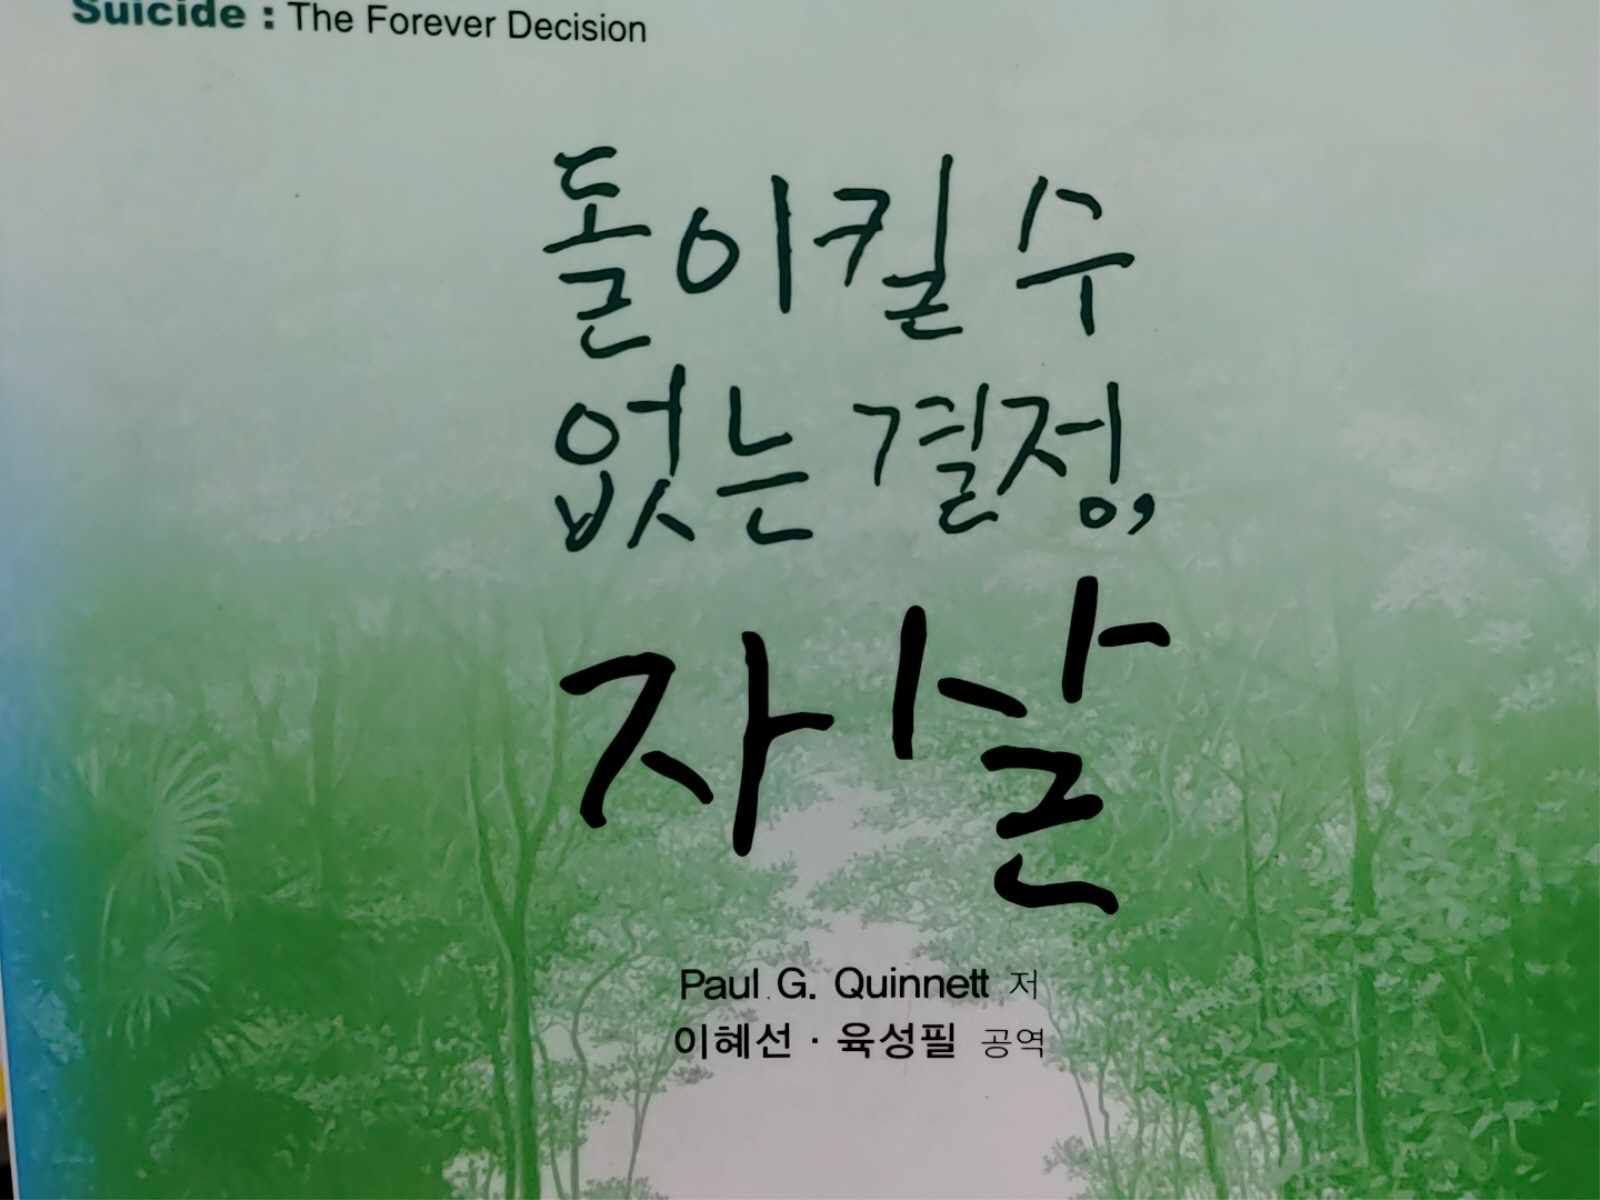 Suicide : The Forever Decision
돌이킬 수
없는 결정,
자살
Paul G. Quinnett 저
이혜선 · 육성필 공역